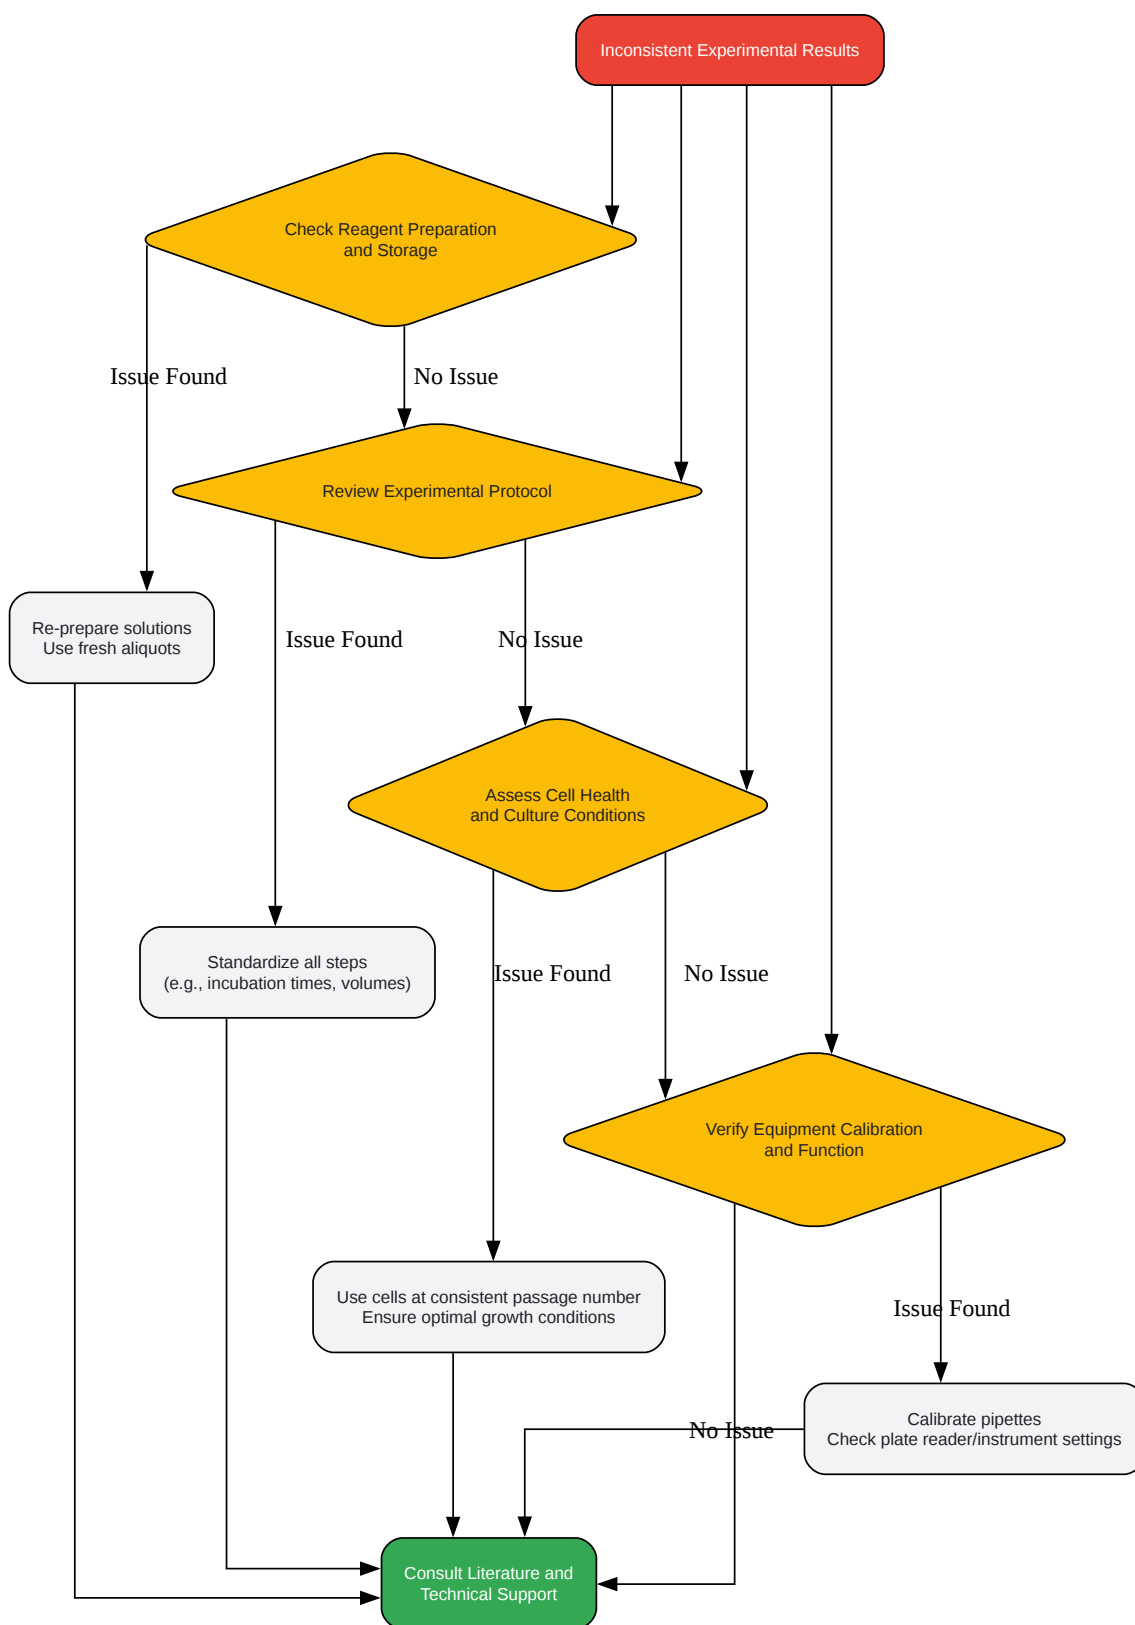 Inconsistent Experimental Results
Check Reagent Preparation
and Storage
Issue Found
No Issue
Review Experimental Protocol
Re-prepare solutions
Use fresh aliquots
Issue Found
No Issue
Assess Cell Health
and Culture Conditions
Standardize all steps
(e.g., incubation times, volumes)
Issue Found
No Issue
Verify Equipment Calibration
and Function
Use cells at consistent passage number
Ensure optimal growth conditions
Issue Found
Calibrate pipettes
Check plate reader/instrument settings
No Issue
Consult Literature and
Technical Support